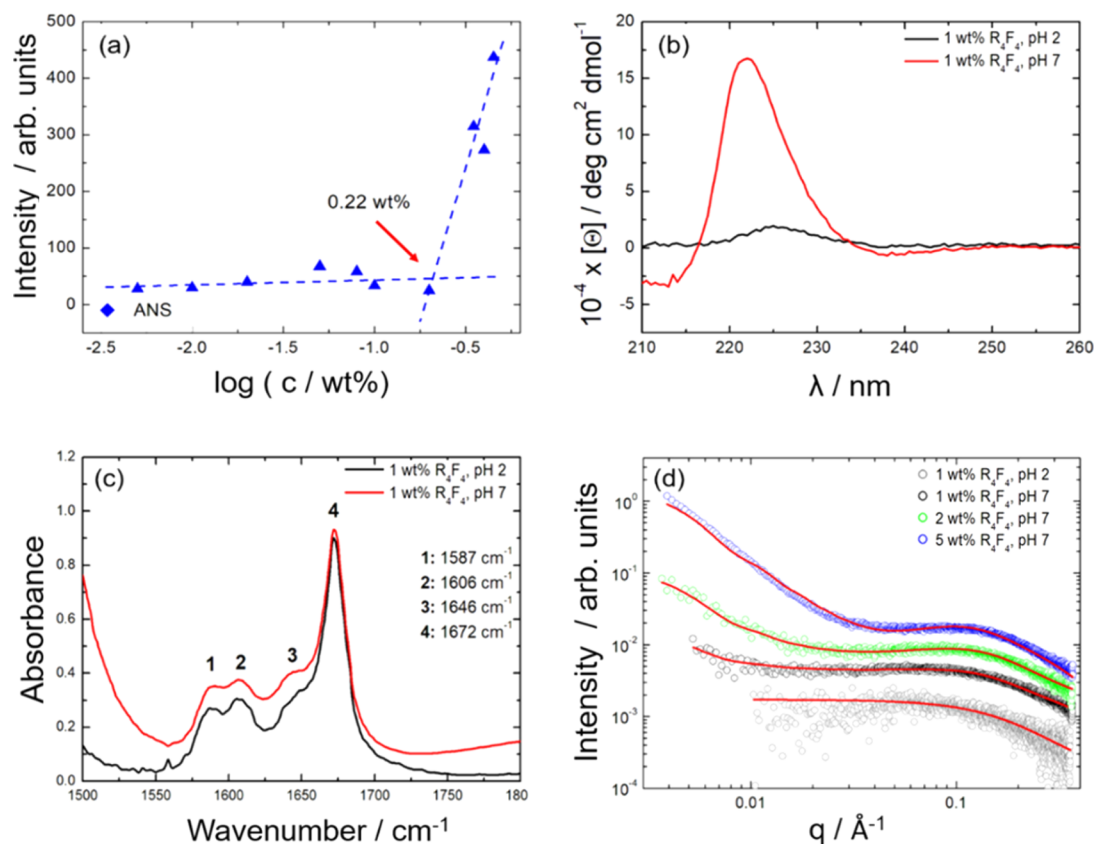 (a)
500
400
300
200
100
0
Intensity / arb. units
0.22 wt%
ANS
-2.5 -2.0 -1.5 -1.0 -0.5
log ( c / wt%)
(b)
1 wt% R₄F₄, pH 2
1 wt% R₄F₄, pH 7
20
15
10
5
0
-5
10⁻⁴ x [Θ] / deg cm² dmol⁻¹
210 220 230 240 250 260
λ / nm
(c)
1 wt% R₄F₄, pH 2
1 wt% R₄F₄, pH 7
1.2
1.0
0.8
0.6
0.4
0.2
0.0
Absorbance
1 2 3 4
1: 1587 cm⁻¹
2: 1606 cm⁻¹
3: 1646 cm⁻¹
4: 1672 cm⁻¹
1500 1550 1600 1650 1700 1750 180
Wavenumber / cm⁻¹
(d)
1 wt% R₄F₄, pH 2
1 wt% R₄F₄, pH 7
2 wt% R₄F₄, pH 7
5 wt% R₄F₄, pH 7
10⁰
10⁻¹
10⁻²
10⁻³
10⁻⁴
Intensity / arb. units
0.01 0.1
q / Å⁻¹